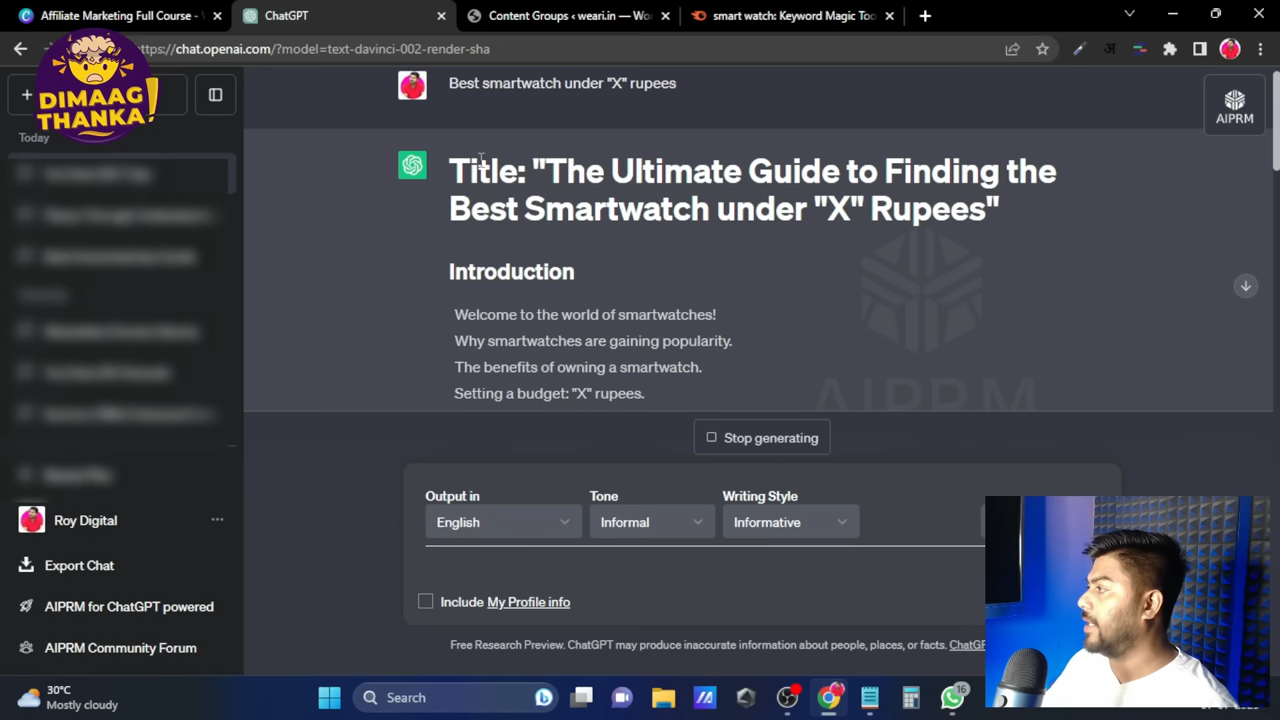 Affiliate Marketing Full Course -
ChatGPT
Content Groups ‹ weari.in — Wo
smart watch: Keyword Magic Too
ttps://chat.openai.com/?model=text-davinci-002-render-sha
DIMAAG
THANKA!
Today
Best smartwatch under "X" rupees
AIPRM
Title: "The Ultimate Guide to Finding the
Best Smartwatch under "X" Rupees"
Introduction
Welcome to the world of smartwatches!
Why smartwatches are gaining popularity.
The benefits of owning a smartwatch.
Setting a budget: "X" rupees.
AIPRM
Stop generating
Output in
Tone
Writing Style
English
Informal
Informative
Roy Digital
Export Chat
AIPRM for ChatGPT powered
AIPRM Community Forum
Include My Profile info
Free Research Preview. ChatGPT may produce inaccurate information about people, places, or facts. ChatG
30°C
Mostly cloudy
Search
16